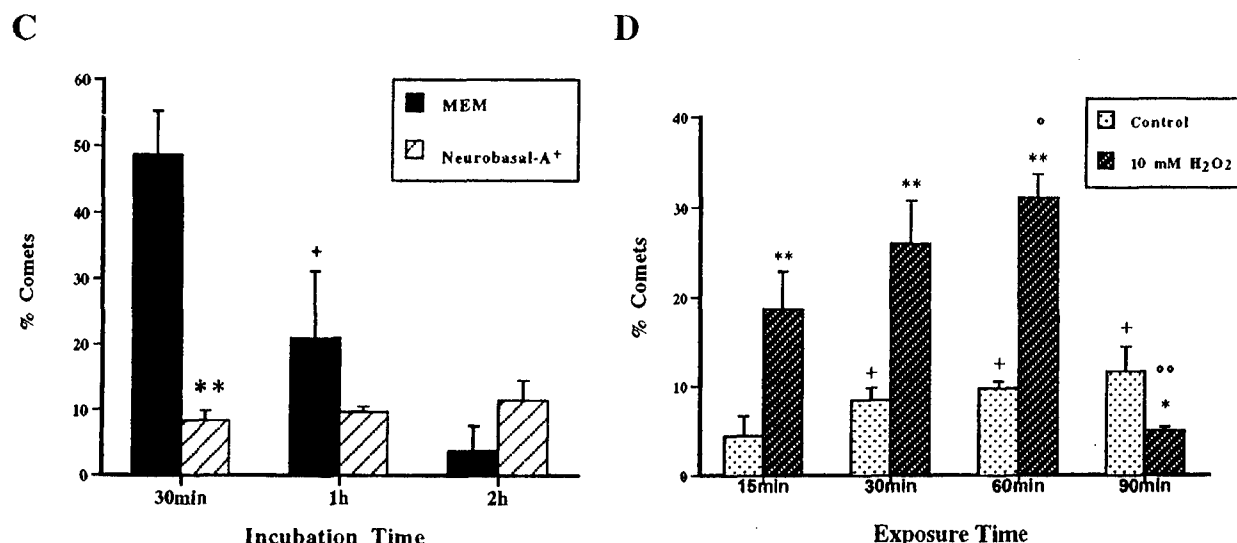 C
60
50
40
30
20
10
0
% Comets
MEM
Neurobasal-A+
**
+
30min 1h 2h
Incubation Time
D
40
30
20
10
0
% Comets
Control
10 mM H2O2
**
+ **
+ ** °
+ * °°
15min 30min 60min 90min
Exposure Time